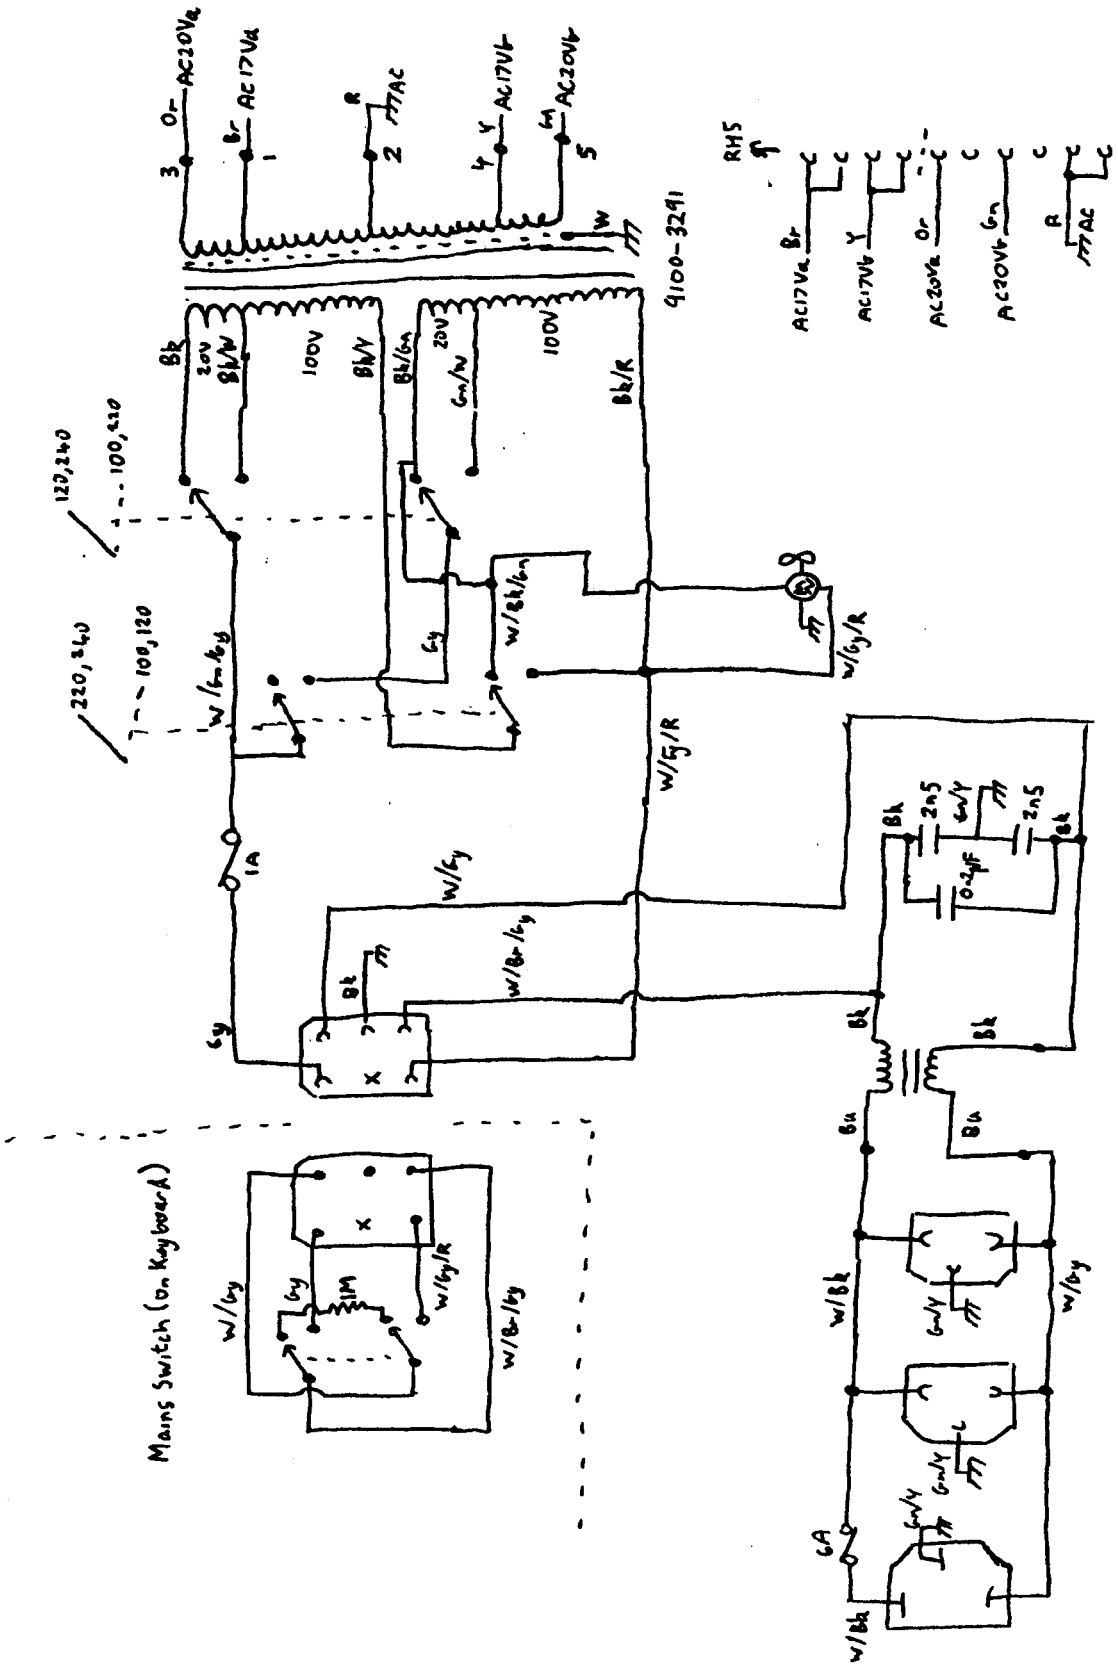 120,240
100,220
220,240
100,120
3 Or AC20Va
1 Br AC17Va
2 R AC
4 Y AC17Vb
5 Gn AC20Vb
W
9100-3291
Bk
20V
Bk/W
100V
Bk/Y
Bk/Gn
20V
Gn/W
100V
Bk/R
W/Gn/Gy
Gy
W/Bk/Gn
W/Gy/R
W/Gy/R
1A
Gy
W/Gy
Bk
W/Br/Gy
X
RHS
AC17Va Br
AC17Vb Y
AC20Va Or
AC20Vb Gn
R
AC
Mains Switch (on Keyboard)
W/Gy
Gy
1M
X
W/Gy/R
W/Br/Gy
Bk
2n5
Gn/Y
2n5
Bk
0.2µF
Bk
Bk
Bu
Bu
W/Bk
W/Gy
Gn/Y
Gn/Y
Gn/Y
6A
W/Bk